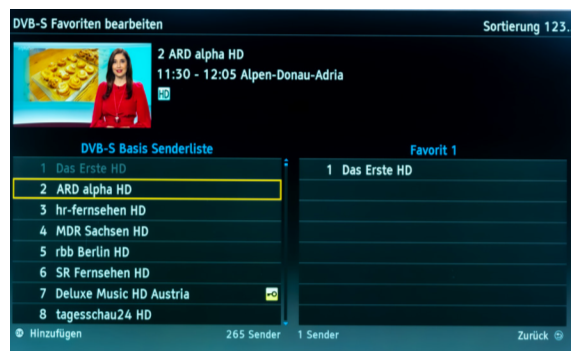 DVB-S Favoriten bearbeiten
Sortierung 123.
2 ARD alpha HD
11:30 - 12:05 Alpen-Donau-Adria
HD
DVB-S Basis Senderliste
1 Das Erste HD
2 ARD alpha HD
3 hr-fernsehen HD
4 MDR Sachsen HD
5 rbb Berlin HD
6 SR Fernsehen HD
7 Deluxe Music HD Austria
8 tagesschau24 HD
Favorit 1
1 Das Erste HD
Hinzufügen
265 Sender
1 Sender
Zurück